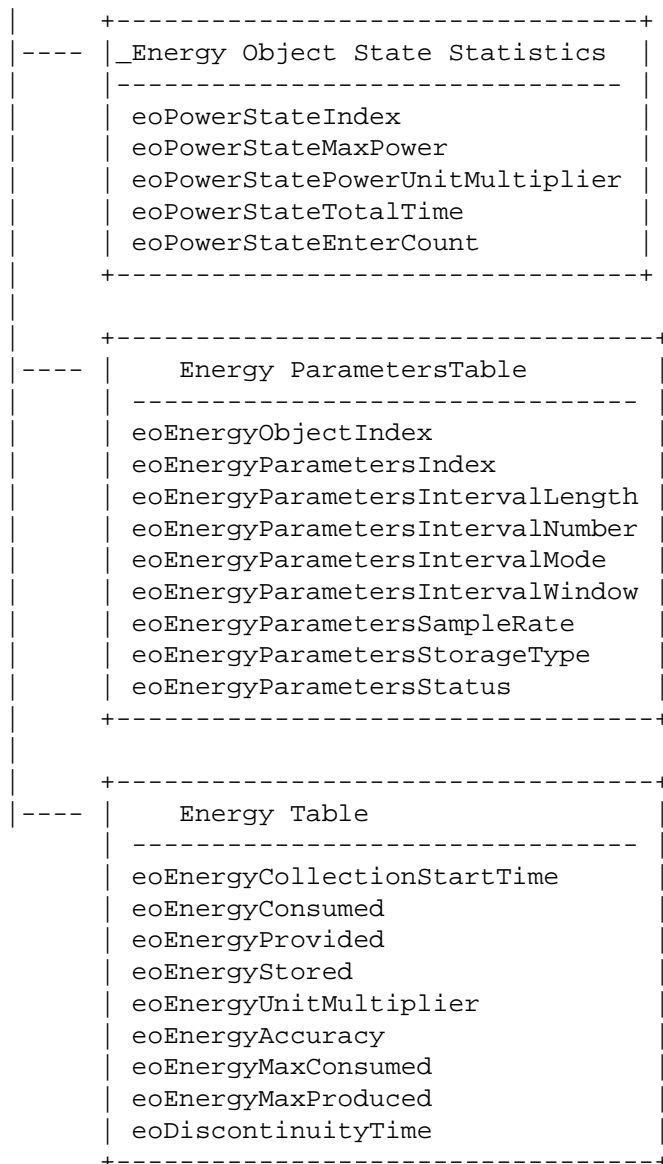 _Energy Object State Statistics
eoPowerStateIndex
eoPowerStateMaxPower
eoPowerStatePowerUnitMultiplier
eoPowerStateTotalTime
eoPowerStateEnterCount
Energy ParametersTable
eoEnergyObjectIndex
eoEnergyParametersIndex
eoEnergyParametersIntervalLength
eoEnergyParametersIntervalNumber
eoEnergyParametersIntervalMode
eoEnergyParametersIntervalWindow
eoEnergyParametersSampleRate
eoEnergyParametersStorageType
eoEnergyParametersStatus
Energy Table
eoEnergyCollectionStartTime
eoEnergyConsumed
eoEnergyProvided
eoEnergyStored
eoEnergyUnitMultiplier
eoEnergyAccuracy
eoEnergyMaxConsumed
eoEnergyMaxProduced
eoDiscontinuityTime